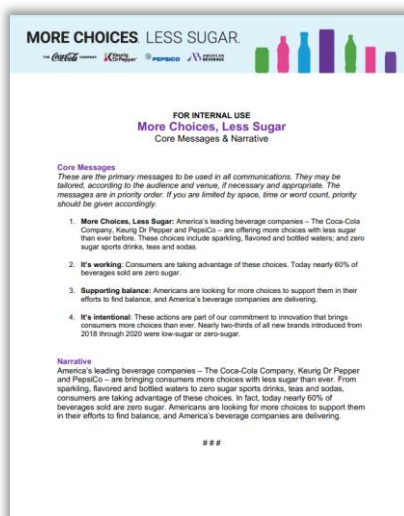 MORE CHOICES. LESS SUGAR.
THE Coca-Cola COMPANY Keurig DrPepper PEPSICO AMERICAN BEVERAGE
FOR INTERNAL USE
More Choices, Less Sugar
Core Messages & Narrative
Core Messages
These are the primary messages to be used in all communications. They may be
tailored, according to the audience and venue, if necessary and appropriate. The
messages are in priority order. If you are limited by space, time or word count, priority
should be given accordingly.
1. More Choices, Less Sugar: America's leading beverage companies – The Coca-Cola
Company, Keurig Dr Pepper and PepsiCo – are offering more choices with less sugar
than ever before. These choices include sparkling, flavored and bottled waters; and zero
sugar sports drinks, teas and sodas.
2. It's working: Consumers are taking advantage of these choices. Today nearly 60% of
beverages sold are zero sugar.
3. Supporting balance: Americans are looking for more choices to support them in their
efforts to find balance, and America's beverage companies are delivering.
4. It's intentional: These actions are part of our commitment to innovation that brings
consumers more choices than ever. Nearly two-thirds of all new brands introduced from
2018 through 2020 were low-sugar or zero-sugar.
Narrative
America's leading beverage companies – The Coca-Cola Company, Keurig Dr Pepper
and PepsiCo – are bringing consumers more choices with less sugar than ever. From
sparkling, flavored and bottled waters to zero sugar sports drinks, teas and sodas,
consumers are taking advantage of these choices. In fact, today nearly 60% of
beverages sold are zero sugar. Americans are looking for more choices to support them
in their efforts to find balance, and America's beverage companies are delivering.
# # #